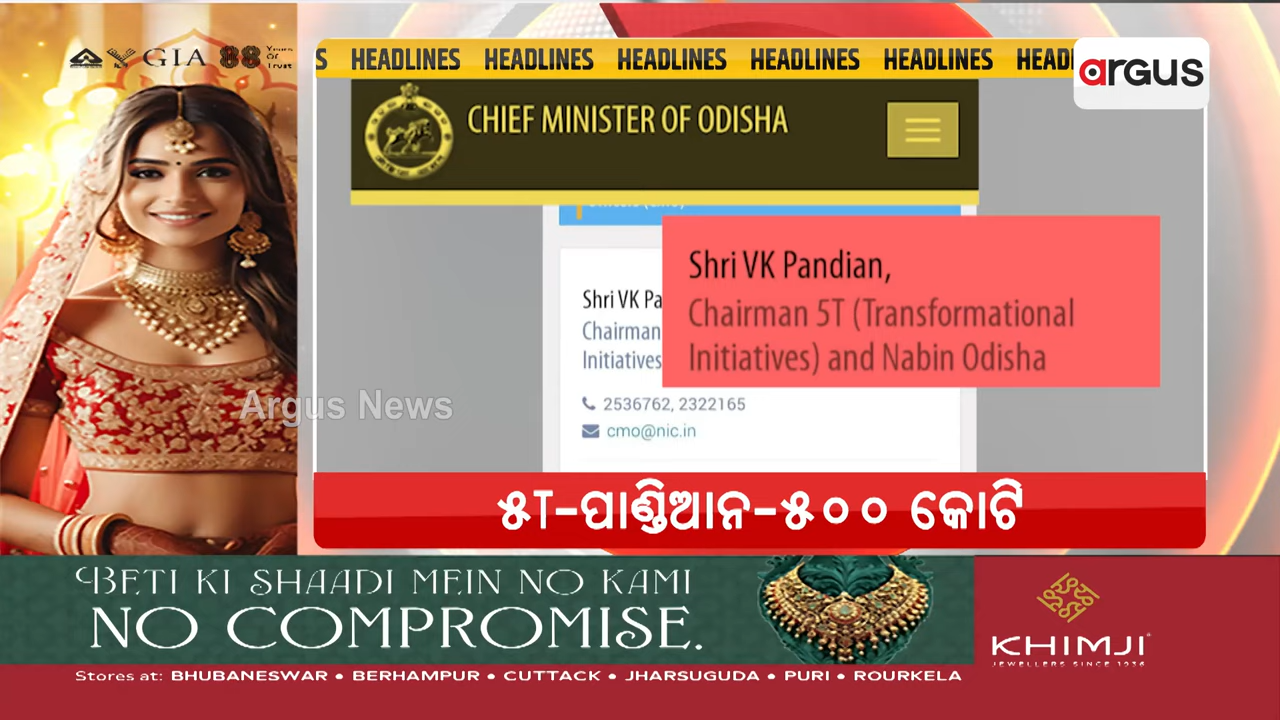 GIA 88 Years Of Trust
S HEADLINES HEADLINES HEADLINES HEADLINES HEADLINES HEADL
argus
CHIEF MINISTER OF ODISHA
Shri VK Pandian,
Chairman 5T (Transformational
Initiatives) and Nabin Odisha
Shri VK Pa
Chairman
Initiatives
2536762, 2322165
cmo@nic.in
Argus News
୫T-ପାଣ୍ଡିଆନ-୫୦୦ କୋଟି
BETI KI SHAADI MEIN NO KAMI
NO COMPROMISE.
KHIMJI
JEWELLERS SINCE 1936
Stores at: BHUBANESWAR • BERHAMPUR • CUTTACK • JHARSUGUDA • PURI • ROURKELA